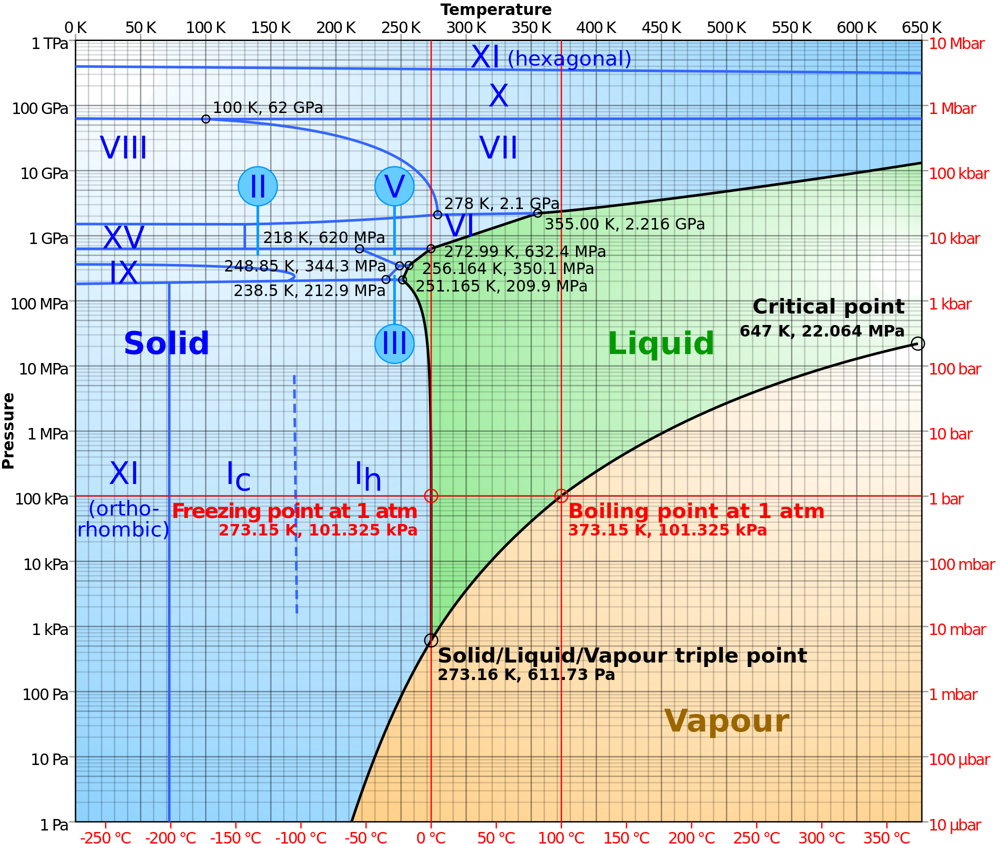 Temperature
0 K 50 K 100 K 150 K 200 K 250 K 300 K 350 K 400 K 450 K 500 K 550 K 600 K 650 K
1 TPa
10 Mbar
XI (hexagonal)
X
100 GPa
100 K, 62 GPa
1 Mbar
VIII
VII
10 GPa
100 kbar
II
V
278 K, 2.1 GPa
VI
355.00 K, 2.216 GPa
1 GPa
XV
218 K, 620 MPa
10 kbar
272.99 K, 632.4 MPa
IX
248.85 K, 344.3 MPa
256.164 K, 350.1 MPa
238.5 K, 212.9 MPa
251.165 K, 209.9 MPa
100 MPa
1 kbar
Critical point
647 K, 22.064 MPa
Solid
III
Liquid
10 MPa
100 bar
Pressure
1 MPa
10 bar
XI
(ortho-
rhombic)
Ic
Ih
100 kPa
1 bar
Freezing point at 1 atm
273.15 K, 101.325 kPa
Boiling point at 1 atm
373.15 K, 101.325 kPa
10 kPa
100 mbar
1 kPa
10 mbar
Solid/Liquid/Vapour triple point
273.16 K, 611.73 Pa
100 Pa
1 mbar
Vapour
10 Pa
100 µbar
1 Pa
10 µbar
-250 °C -200 °C -150 °C -100 °C -50 °C 0 °C 50 °C 100 °C 150 °C 200 °C 250 °C 300 °C 350 °C